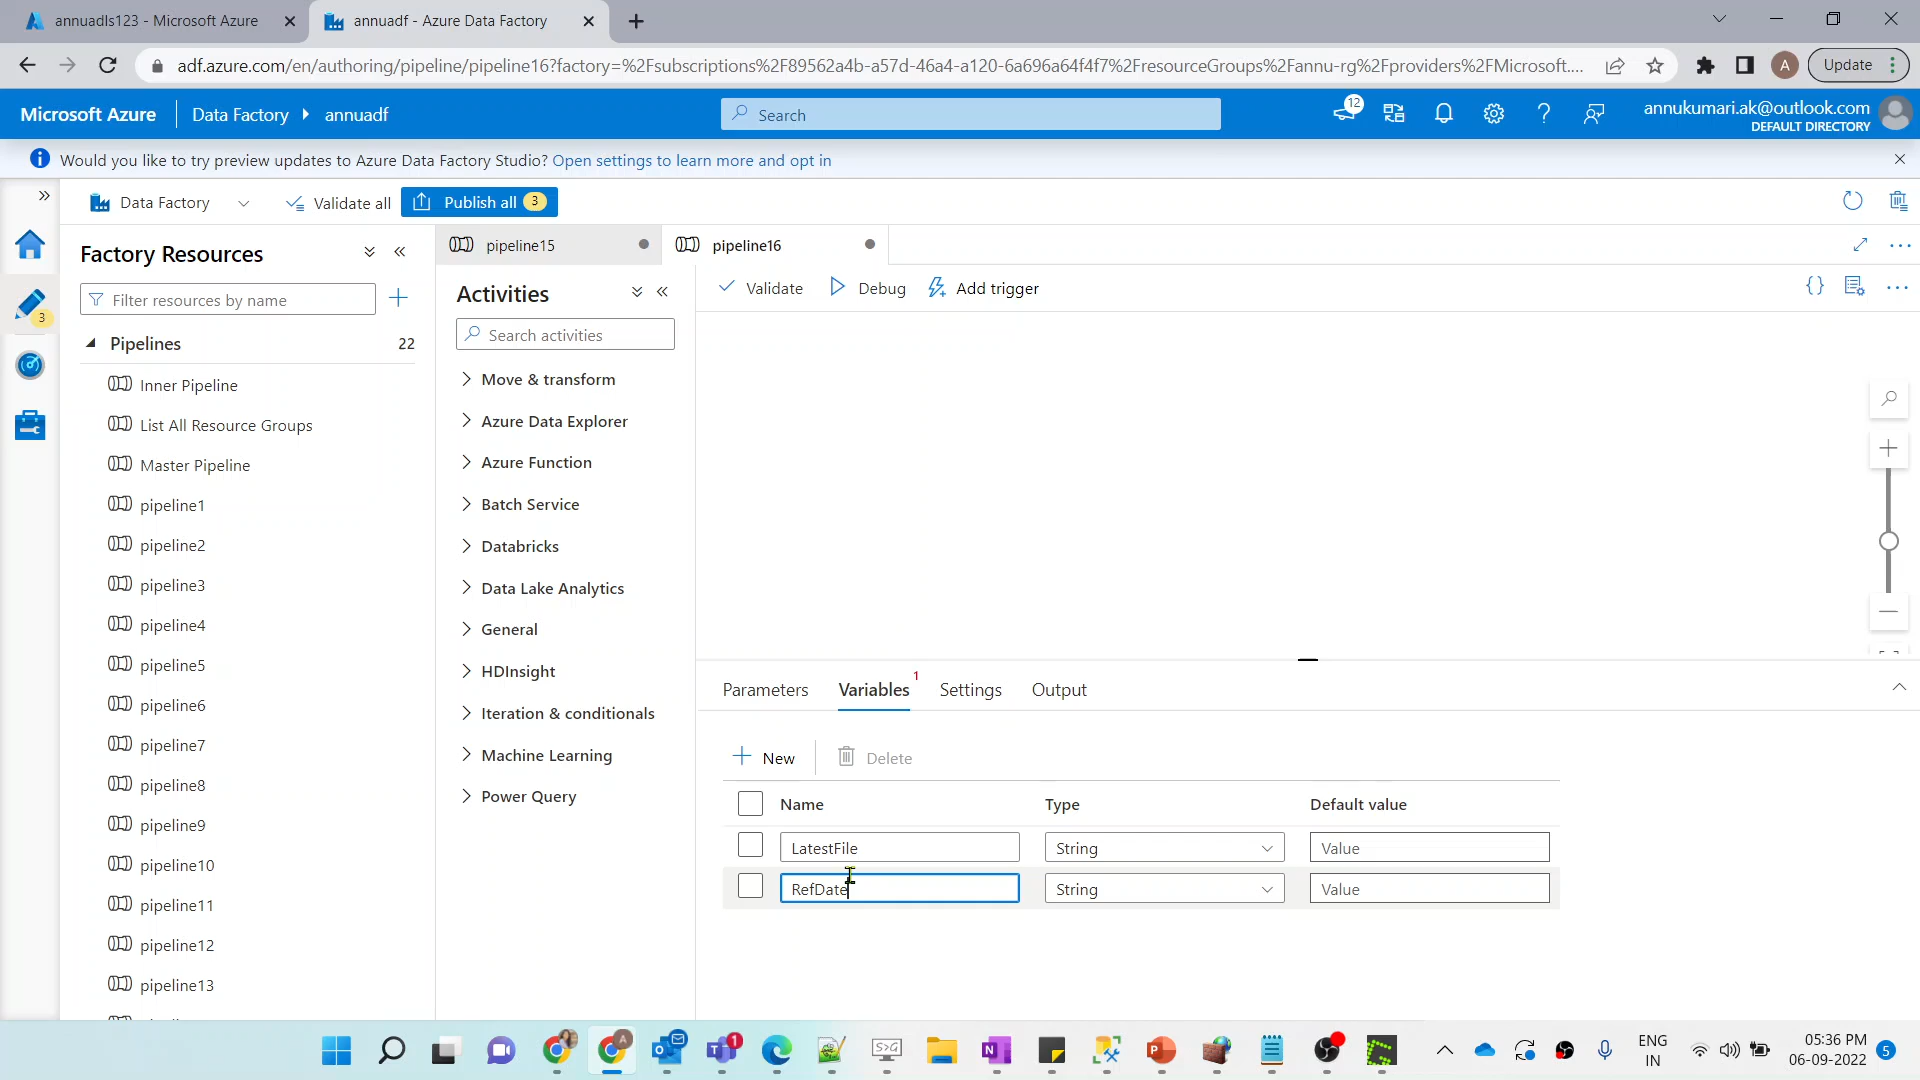 annuadls123 - Microsoft Azure
annuadf - Azure Data Factory
adf.azure.com/en/authoring/pipeline/pipeline16?factory=%2Fsubscriptions%2F89562a4b-a57d-46a4-a120-6a696a64f4f7%2FresourceGroups%2Fannu-rg%2Fproviders%2FMicrosoft....
A
Update
Microsoft Azure
Data Factory
annuadf
Search
12
annukumari.ak@outlook.com
DEFAULT DIRECTORY
Would you like to try preview updates to Azure Data Factory Studio? Open settings to learn more and opt in
Data Factory
Validate all
Publish all 3
3
Factory Resources
Filter resources by name
Pipelines 22
Inner Pipeline
List All Resource Groups
Master Pipeline
pipeline1
pipeline2
pipeline3
pipeline4
pipeline5
pipeline6
pipeline7
pipeline8
pipeline9
pipeline10
pipeline11
pipeline12
pipeline13
pipeline15
pipeline16
Activities
Search activities
Move & transform
Azure Data Explorer
Azure Function
Batch Service
Databricks
Data Lake Analytics
General
HDInsight
Iteration & conditionals
Machine Learning
Power Query
Validate
Debug
Add trigger
Parameters Variables 1 Settings Output
New Delete
Name Type Default value
LatestFile String Value
RefDate String Value
A
1
S>G
N
P
ENG
IN
05:36 PM
06-09-2022
5